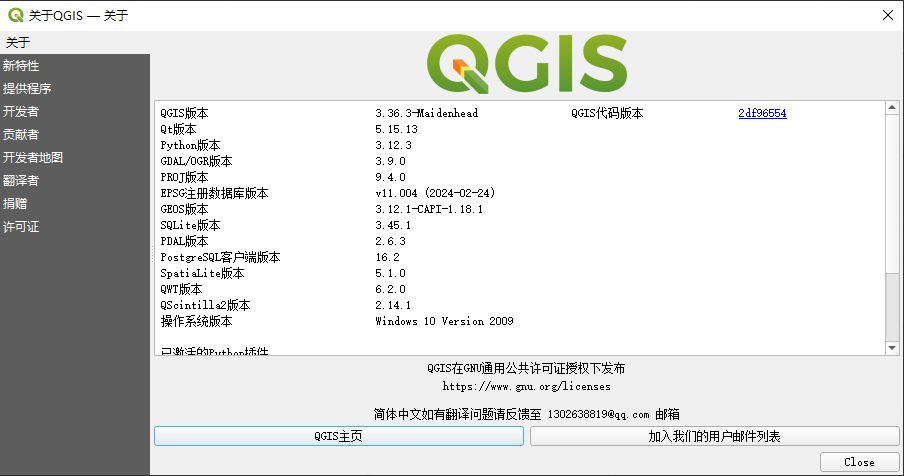 关于QGIS — 关于
关于
新特性
提供程序
开发者
贡献者
开发者地图
翻译者
捐赠
许可证
QGIS
QGIS版本 3.36.3-Maidenhead QGIS代码版本 2df96554
Qt版本 5.15.13
Python版本 3.12.3
GDAL/OGR版本 3.9.0
PROJ版本 9.4.0
EPSG注册数据库版本 v11.004 (2024-02-24)
GEOS版本 3.12.1-CAPI-1.18.1
SQLite版本 3.45.1
PDAL版本 2.6.3
PostgreSQL客户端版本 16.2
SpatiaLite版本 5.1.0
QWT版本 6.2.0
QScintilla2版本 2.14.1
操作系统版本 Windows 10 Version 2009
已激活的Python插件
QGIS在GNU通用公共许可证授权下发布
https://www.gnu.org/licenses
简体中文如有翻译问题请反馈至 1302638819@qq.com 邮箱
QGIS主页 加入我们的用户邮件列表
Close